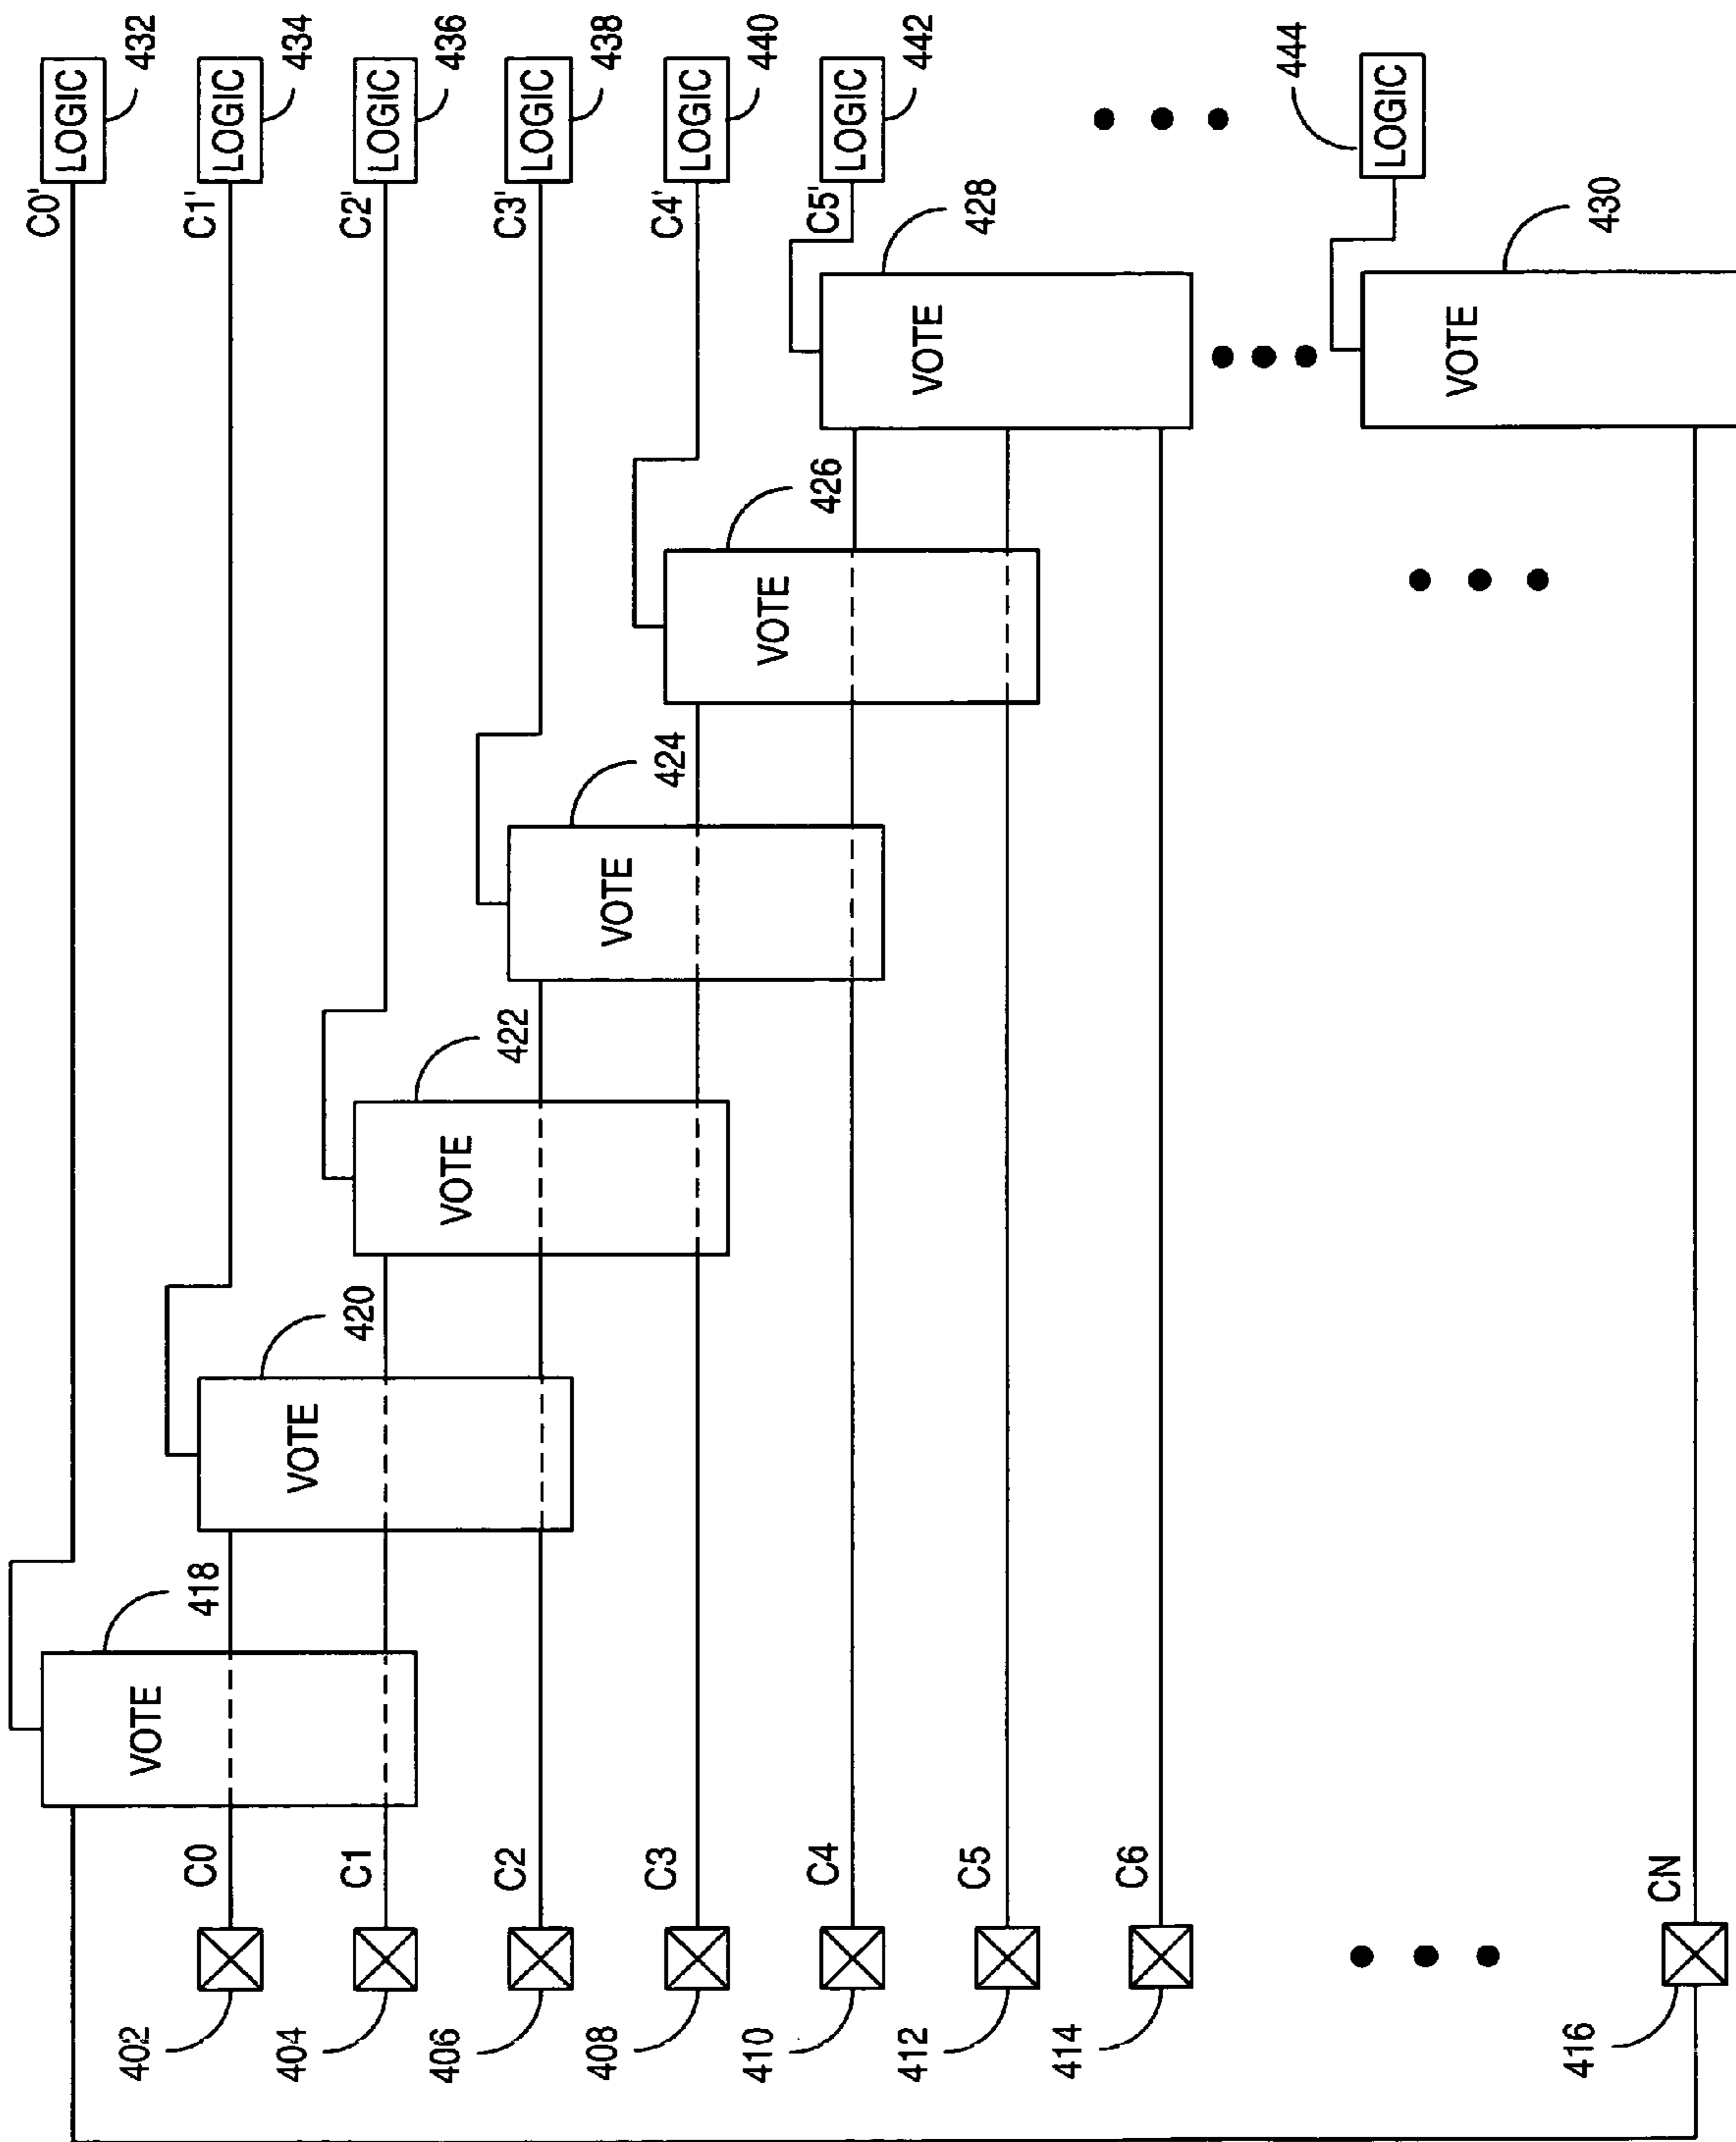 C0'
LOGIC
432
C1'
LOGIC
434
C2'
LOGIC
436
C3'
LOGIC
438
C4'
LOGIC
440
C5'
LOGIC
442
LOGIC
444
VOTE
418
VOTE
420
VOTE
422
VOTE
424
VOTE
426
VOTE
428
VOTE
430
C0
402
C1
404
C2
406
C3
408
C4
410
C5
412
C6
414
CN
416